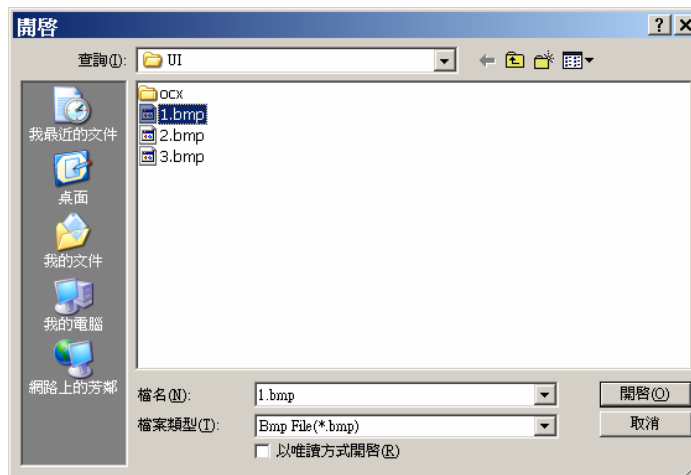 開啓
查詢(I):
UI
我最近的文件
桌面
我的文件
我的電腦
網路上的芳鄰
ocx
1.bmp
2.bmp
3.bmp
檔名(N):
1.bmp
開啓(O)
檔案類型(T):
Bmp File(*.bmp)
取消
以唯讀方式開啓(R)